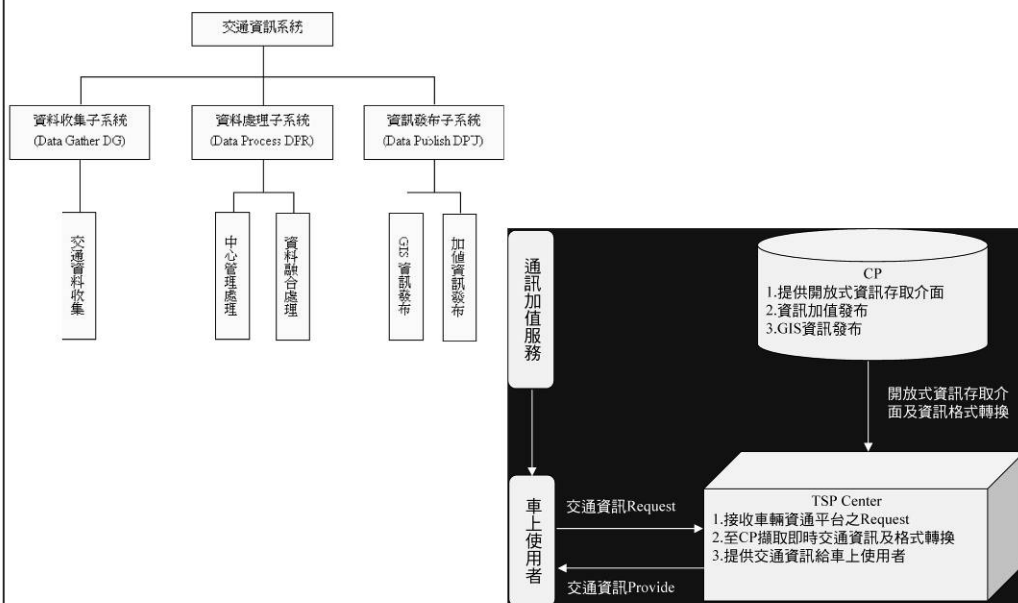 交通資訊系統
資料收集子系統
(Data Gather DG)
資料處理子系統
(Data Process DPR)
資訊發布子系統
(Data Publish DPU)
交通資料收集
中心管理處理
資料融合處理
GIS 資訊發布
加值資訊發布
通訊加值服務
CP
1.提供開放式資訊存取介面
2.資訊加值發布
3.GIS資訊發布
開放式資訊存取介
面及資訊格式轉換
車上使用者
交通資訊Request
交通資訊Provide
TSP Center
1.接收車輛資通平台之Request
2.至CP擷取即時交通資訊及格式轉換
3.提供交通資訊給車上使用者